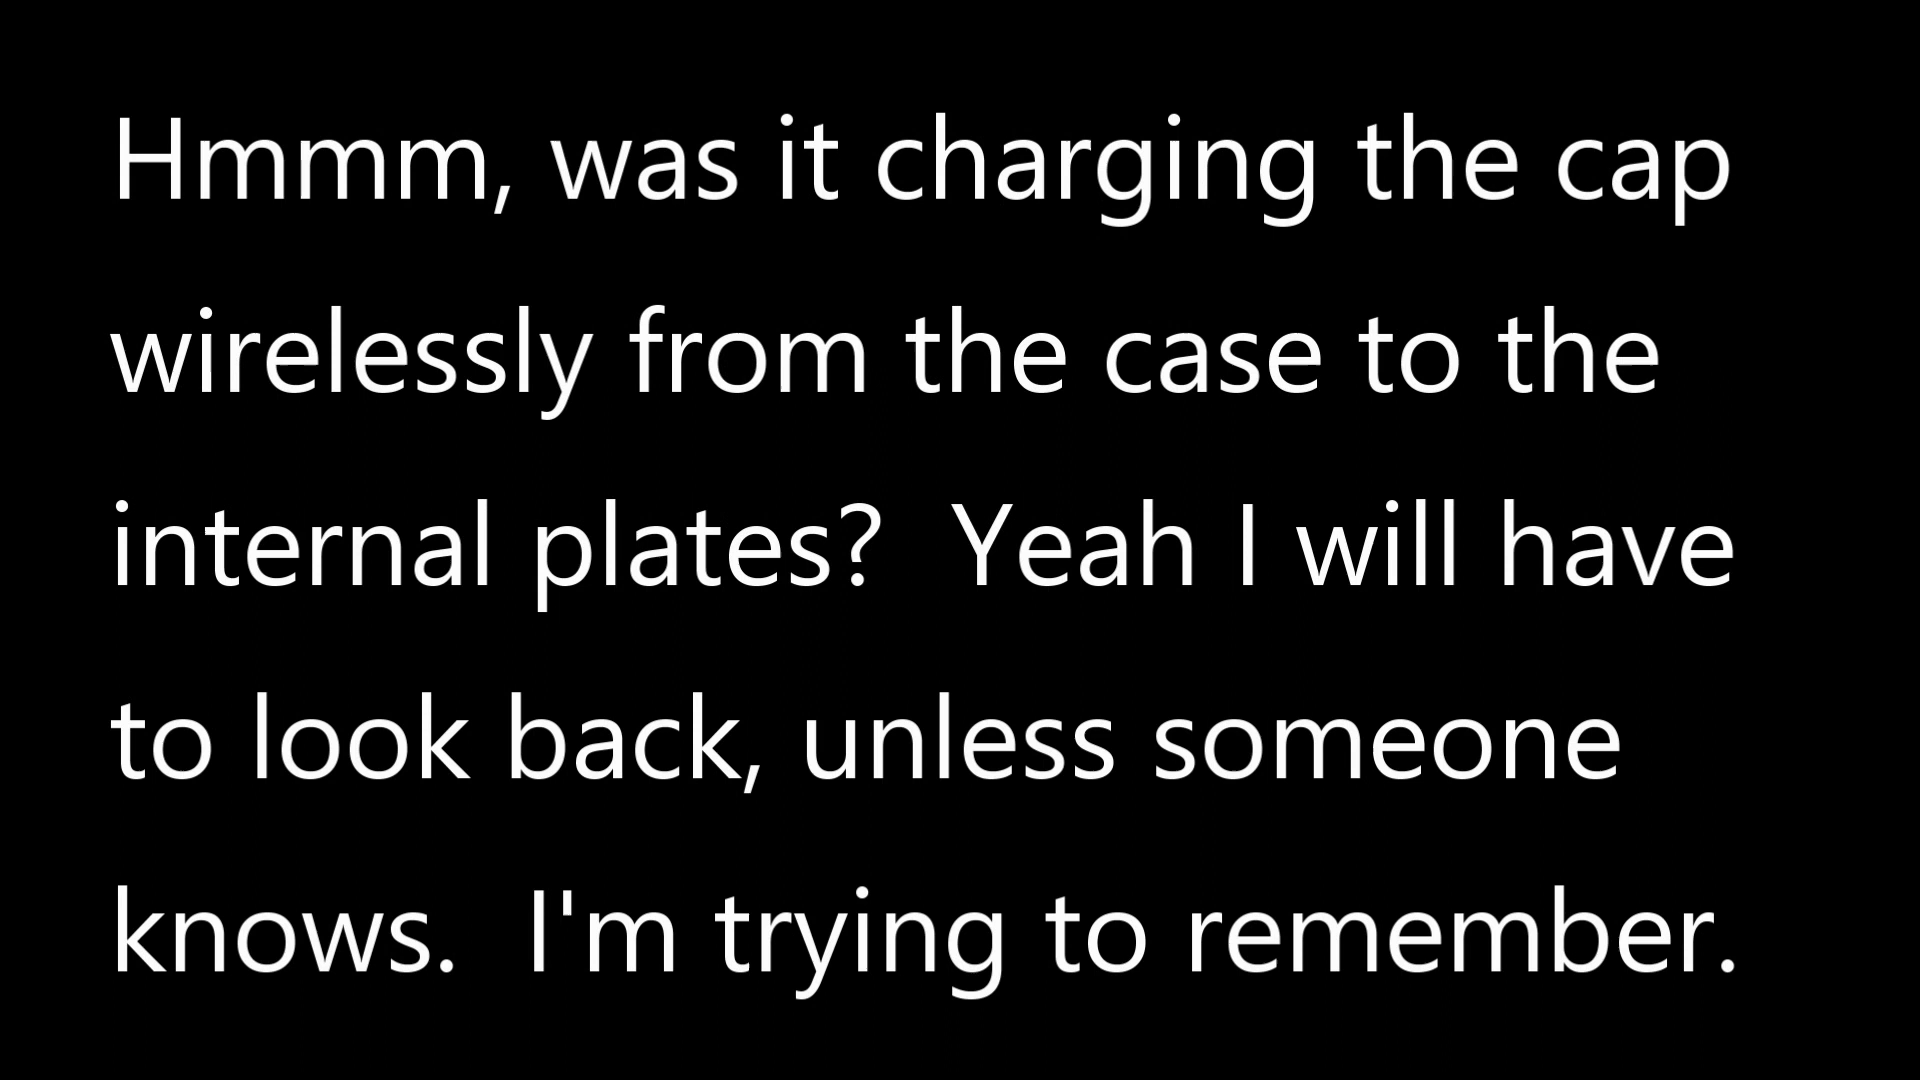 Hmmm, was it charging the cap
wirelessly from the case to the
internal plates?  Yeah I will have
to look back, unless someone
knows.  I'm trying to remember.